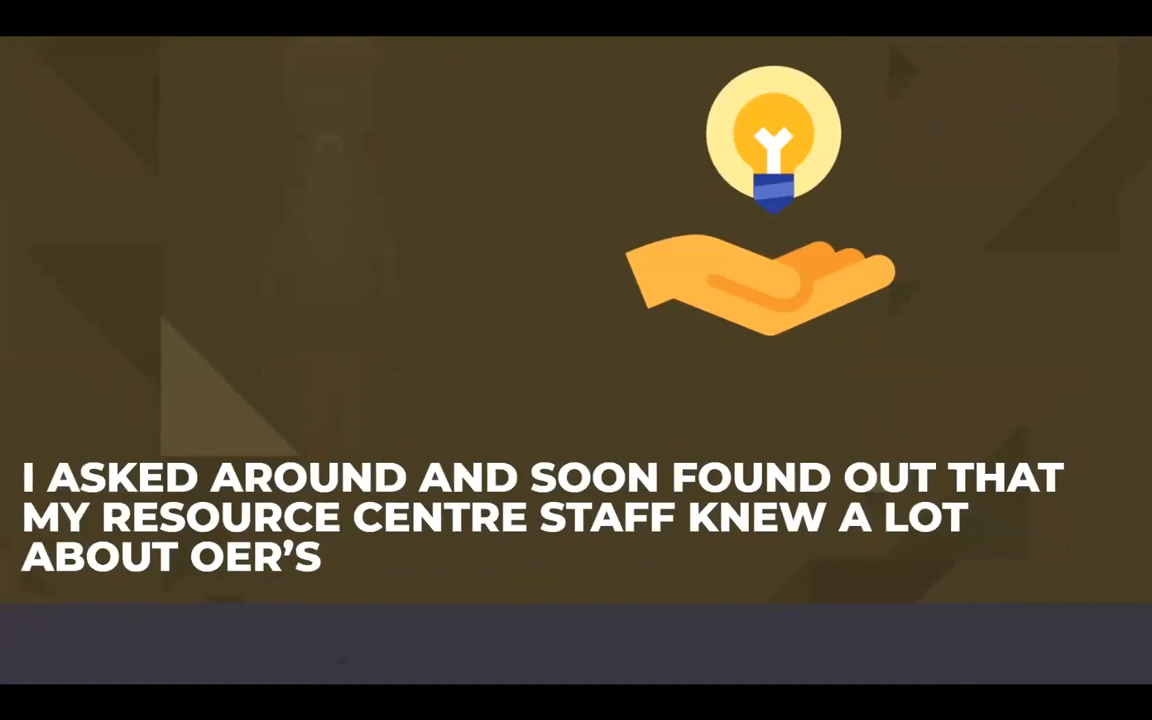 I ASKED AROUND AND SOON FOUND OUT THAT
MY RESOURCE CENTRE STAFF KNEW A LOT
ABOUT OER’S